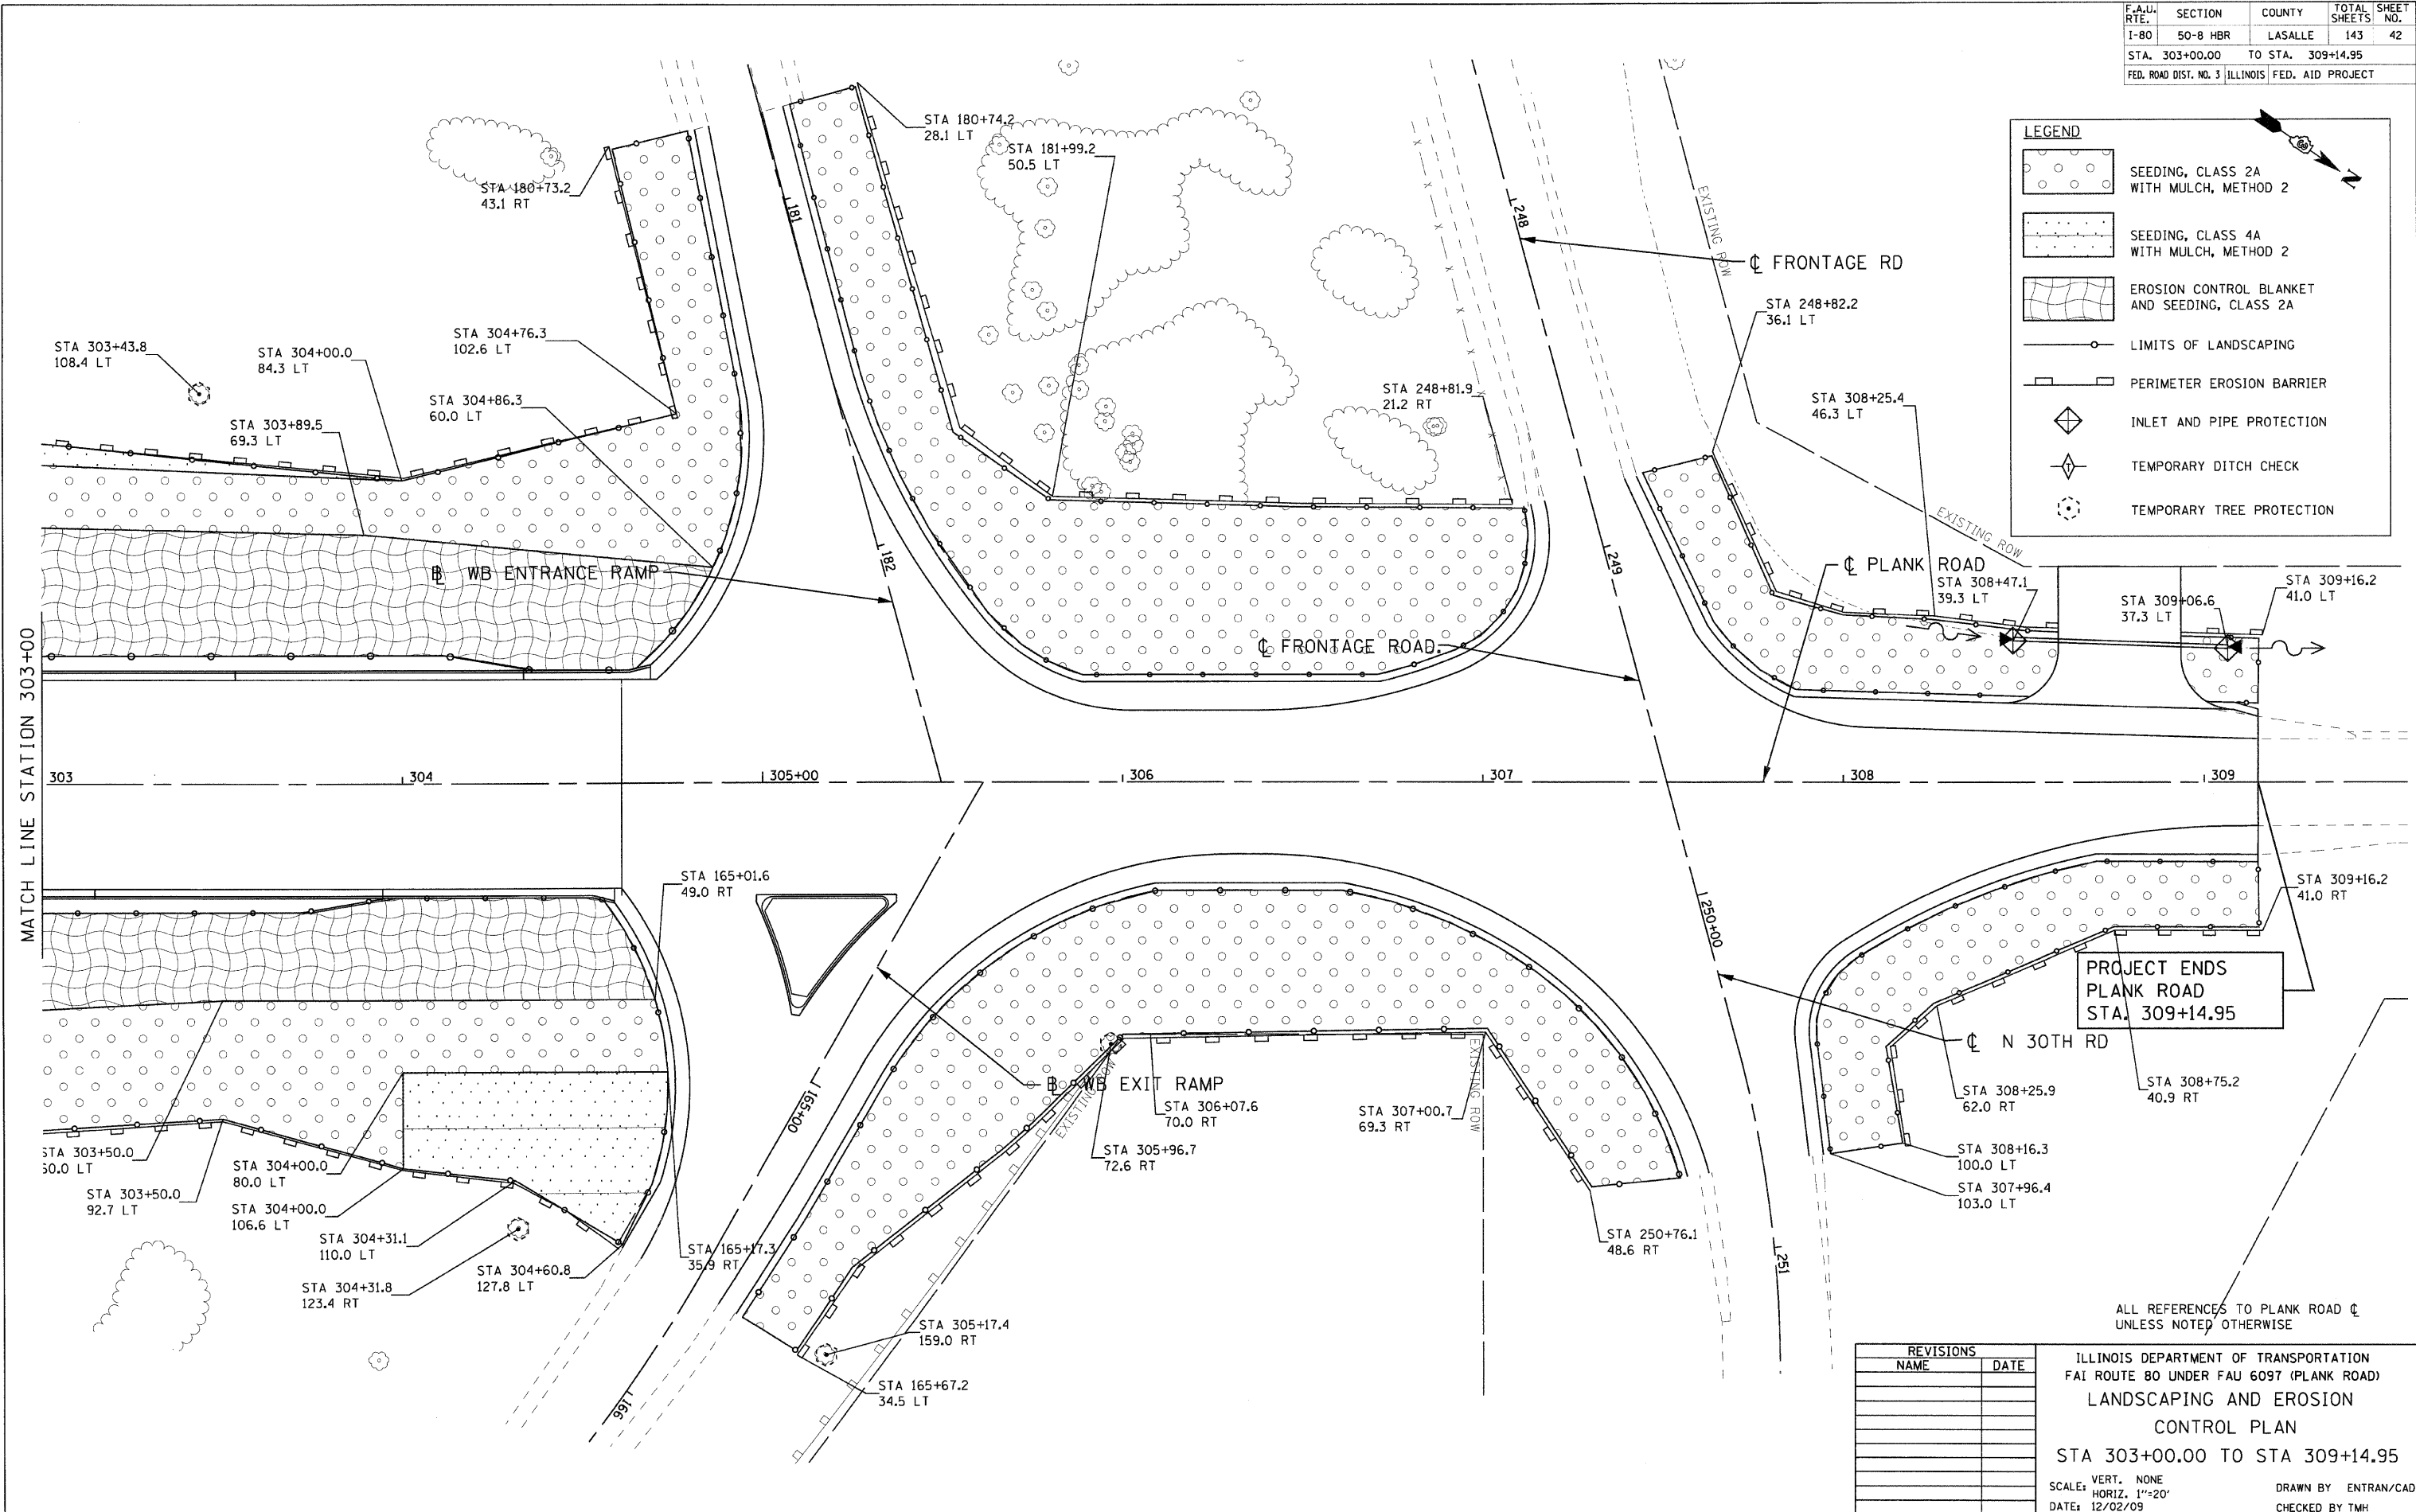 F.A.U. RTE. SECTION COUNTY TOTAL SHEETS SHEET NO.
I-80 50-8 HBR LASALLE 143 42
STA. 303+00.00 TO STA. 309+14.95
FED. ROAD DIST. NO. 3 ILLINOIS FED. AID PROJECT
LEGEND
N
SEEDING, CLASS 2A
WITH MULCH, METHOD 2
SEEDING, CLASS 4A
WITH MULCH, METHOD 2
EROSION CONTROL BLANKET
AND SEEDING, CLASS 2A
LIMITS OF LANDSCAPING
PERIMETER EROSION BARRIER
INLET AND PIPE PROTECTION
T
TEMPORARY DITCH CHECK
TEMPORARY TREE PROTECTION
STA 180+74.2
28.1 LT
STA 181+99.2
50.5 LT
STA 180+73.2
43.1 RT
181
248
EXISTING ROW
℄ FRONTAGE RD
STA 248+82.2
36.1 LT
STA 303+43.8
108.4 LT
STA 304+00.0
84.3 LT
STA 304+76.3
102.6 LT
STA 303+89.5
69.3 LT
STA 304+86.3
60.0 LT
STA 248+81.9
21.2 RT
STA 308+25.4
46.3 LT
EXISTING ROW
B WB ENTRANCE RAMP
182
249
℄ PLANK ROAD
STA 308+47.1
39.3 LT
STA 309+06.6
37.3 LT
STA 309+16.2
41.0 LT
℄ FRONTAGE ROAD.
MATCH LINE STATION 303+00
303
304
305+00
306
307
308
309
STA 165+01.6
49.0 RT
250+00
STA 309+16.2
41.0 RT
PROJECT ENDS
PLANK ROAD
STA. 309+14.95
℄ N 30TH RD
B WB EXIT RAMP
EXISTING ROW
EXISTING ROW
165+00
STA 306+07.6
70.0 RT
STA 307+00.7
69.3 RT
STA 305+96.7
72.6 RT
STA 308+25.9
62.0 RT
STA 308+75.2
40.9 RT
STA 308+16.3
100.0 LT
STA 307+96.4
103.0 LT
STA 303+50.0
60.0 LT
STA 303+50.0
92.7 LT
STA 304+00.0
80.0 LT
STA 304+00.0
106.6 LT
STA 304+31.1
110.0 LT
STA 304+31.8
123.4 RT
STA 304+60.8
127.8 LT
STA 165+17.3
35.9 RT
STA 250+76.1
48.6 RT
251
STA 305+17.4
159.0 RT
STA 165+67.2
34.5 LT
166
ALL REFERENCES TO PLANK ROAD ℄
UNLESS NOTED OTHERWISE
REVISIONS
NAME DATE
ILLINOIS DEPARTMENT OF TRANSPORTATION
FAI ROUTE 80 UNDER FAU 6097 (PLANK ROAD)
LANDSCAPING AND EROSION
CONTROL PLAN
STA 303+00.00 TO STA 309+14.95
SCALE: VERT. NONE
HORIZ. 1"=20'
DATE: 12/02/09
DRAWN BY ENTRAN/CAD
CHECKED BY TMH